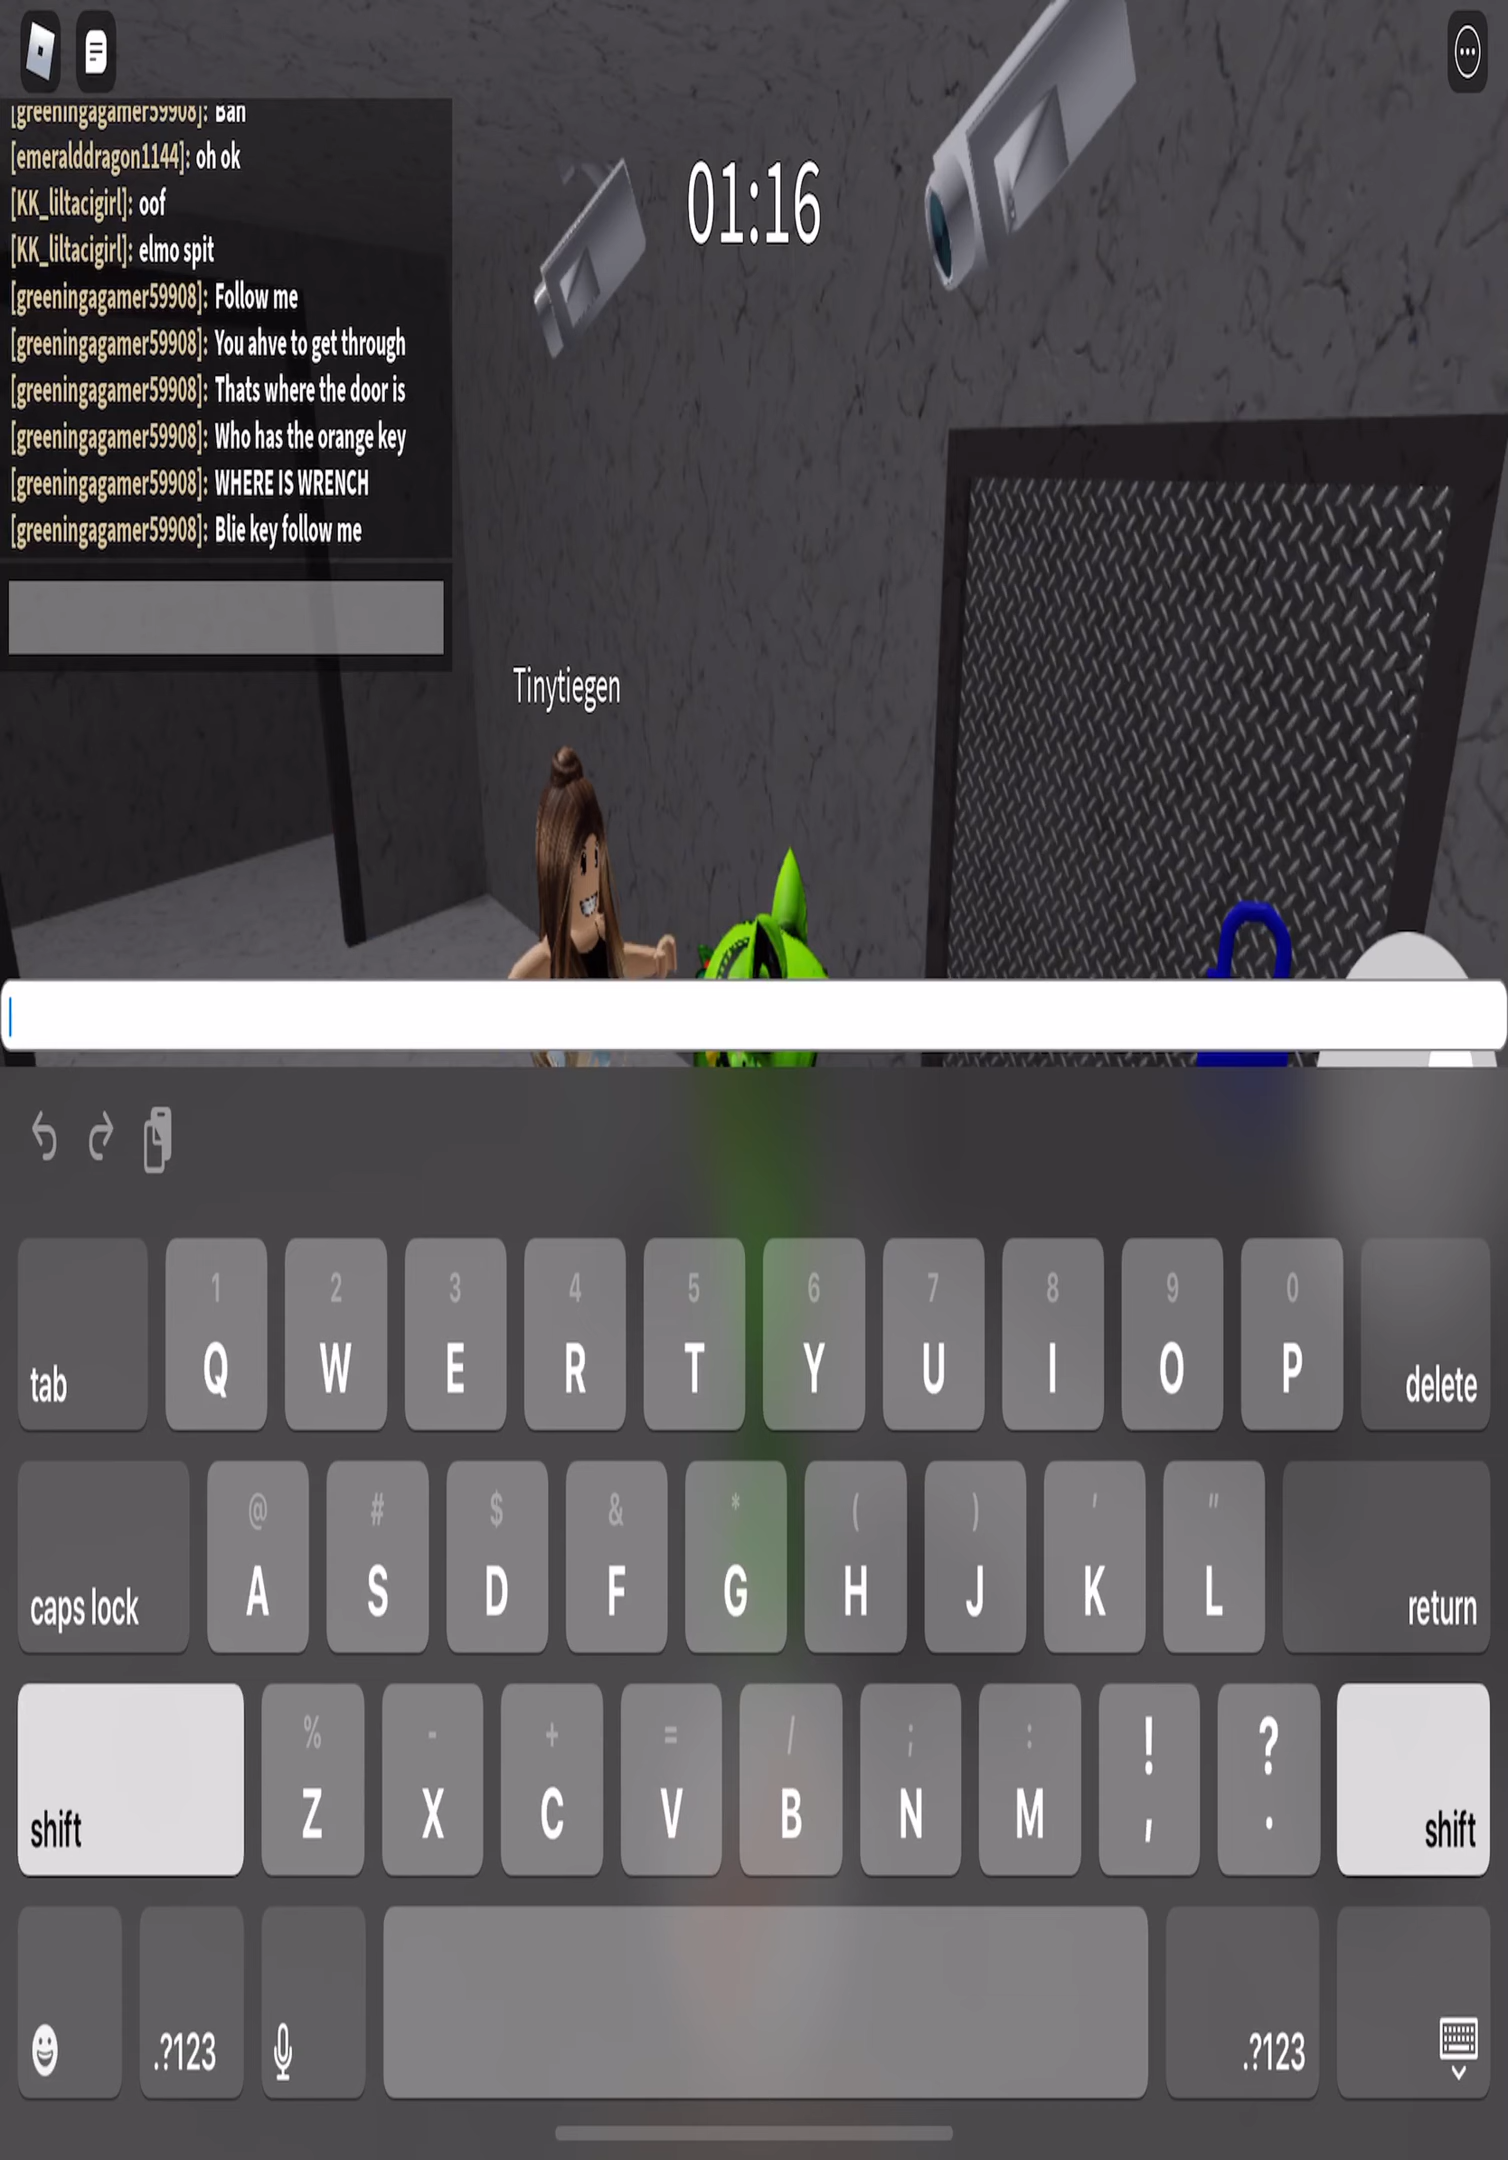 [greeningagamer59908]: Ban
[emeralddragon1144]: oh ok
[KK_liltacigirl]: oof
[KK_liltacigirl]: elmo spit
[greeningagamer59908]: Follow me
[greeningagamer59908]: You ahve to get through
[greeningagamer59908]: Thats where the door is
[greeningagamer59908]: Who has the orange key
[greeningagamer59908]: WHERE IS WRENCH
[greeningagamer59908]: Blie key follow me
01:16
Tinytiegen
1 2 3 4 5 6 7 8 9 0
tab Q W E R T Y U I O P delete
@ # $ & * ( ) ' "
caps lock A S D F G H J K L return
% - + = / ; : ! ?
shift Z X C V B N M , . shift
.?123 .?123